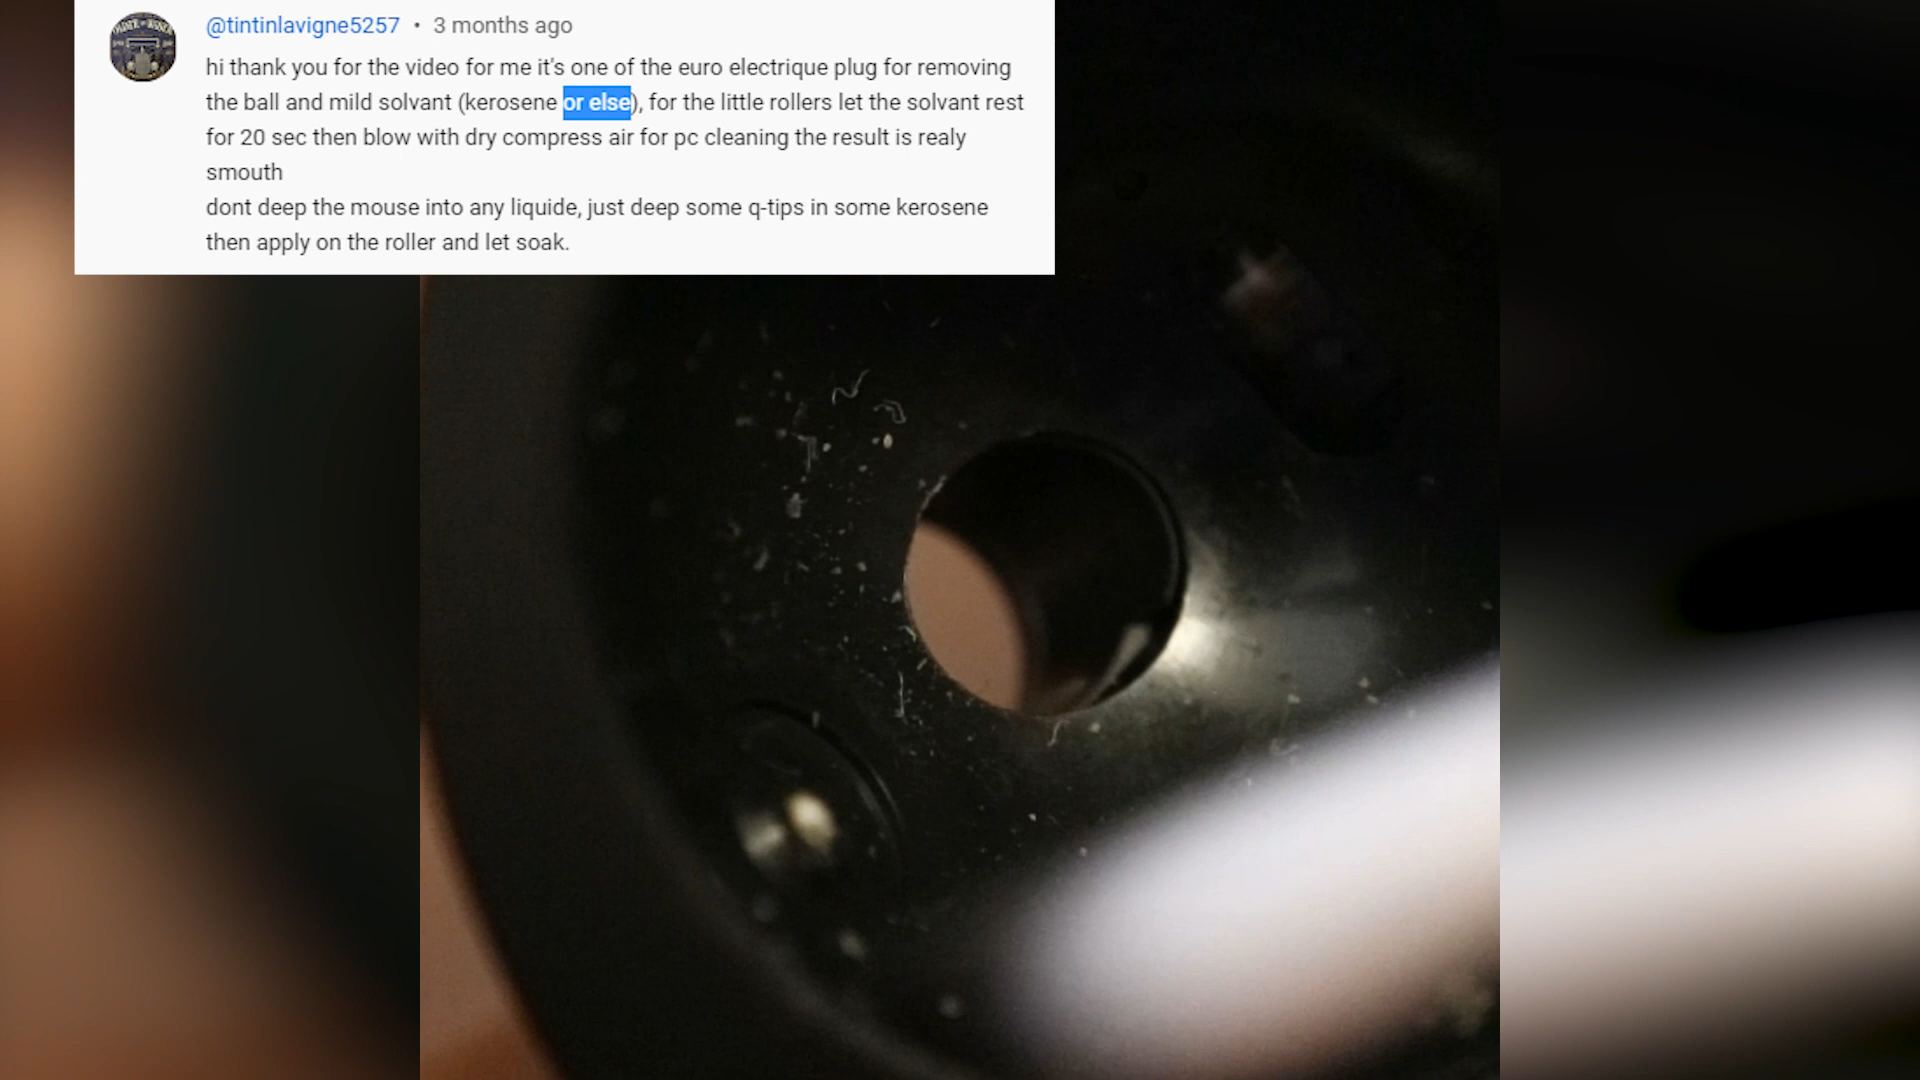 @tintinlavigne5257 • 3 months ago
hi thank you for the video for me it's one of the euro electrique plug for removing
the ball and mild solvant (kerosene or else), for the little rollers let the solvant rest
for 20 sec then blow with dry compress air for pc cleaning the result is realy
smouth
dont deep the mouse into any liquide, just deep some q-tips in some kerosene
then apply on the roller and let soak.